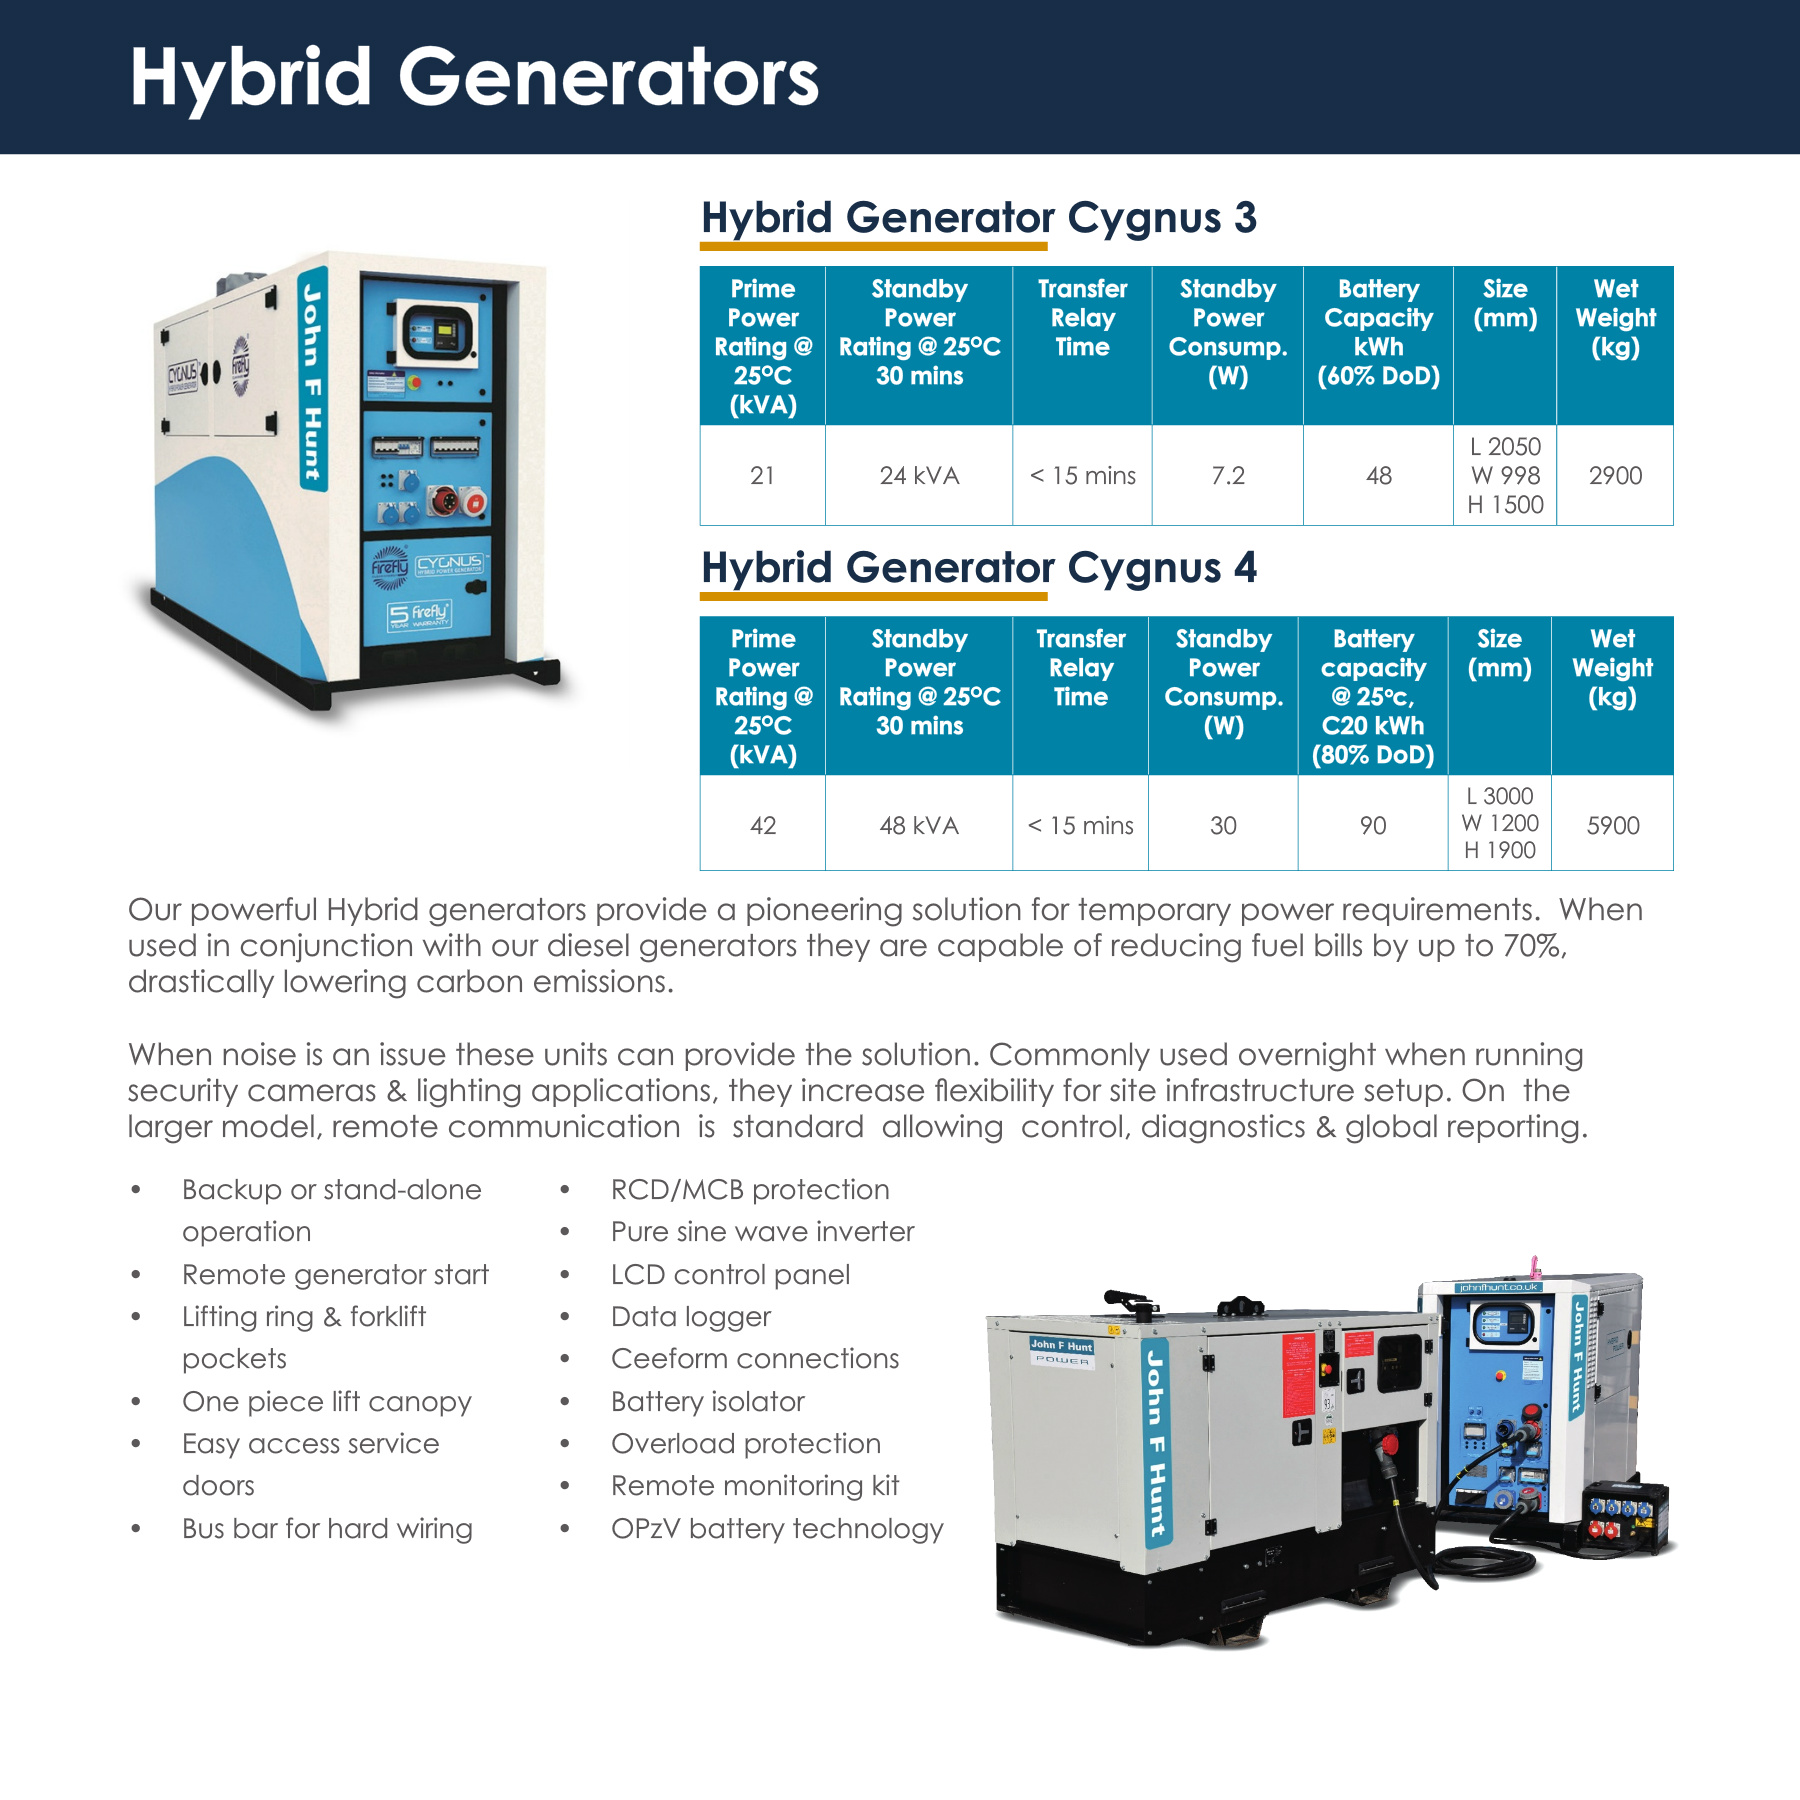 Hybrid Generators
John F Hunt
CYGNUS
firefly
firefly
CYGNUS
HYBRID POWER GENERATOR
5 firefly
YEAR WARRANTY
Hybrid Generator Cygnus 3
Prime Power Rating @ 25ºC (kVA)
Standby Power Rating @ 25ºC 30 mins
Transfer Relay Time
Standby Power Consump. (W)
Battery Capacity kWh (60% DoD)
Size (mm)
Wet Weight (kg)
21
24 kVA
< 15 mins
7.2
48
L 2050
W 998
H 1500
2900
Hybrid Generator Cygnus 4
Prime Power Rating @ 25ºC (kVA)
Standby Power Rating @ 25ºC 30 mins
Transfer Relay Time
Standby Power Consump. (W)
Battery capacity @ 25ºc, C20 kWh (80% DoD)
Size (mm)
Wet Weight (kg)
42
48 kVA
< 15 mins
30
90
L 3000
W 1200
H 1900
5900
Our powerful Hybrid generators provide a pioneering solution for temporary power requirements.  When
used in conjunction with our diesel generators they are capable of reducing fuel bills by up to 70%,
drastically lowering carbon emissions.
When noise is an issue these units can provide the solution. Commonly used overnight when running
security cameras & lighting applications, they increase flexibility for site infrastructure setup. On  the
larger model, remote communication  is  standard  allowing  control, diagnostics & global reporting.
• Backup or stand-alone
operation
• Remote generator start
• Lifting ring & forklift
pockets
• One piece lift canopy
• Easy access service
doors
• Bus bar for hard wiring
• RCD/MCB protection
• Pure sine wave inverter
• LCD control panel
• Data logger
• Ceeform connections
• Battery isolator
• Overload protection
• Remote monitoring kit
• OPzV battery technology
John F Hunt
POWER
John F Hunt
johnfhunt.co.uk
John F Hunt